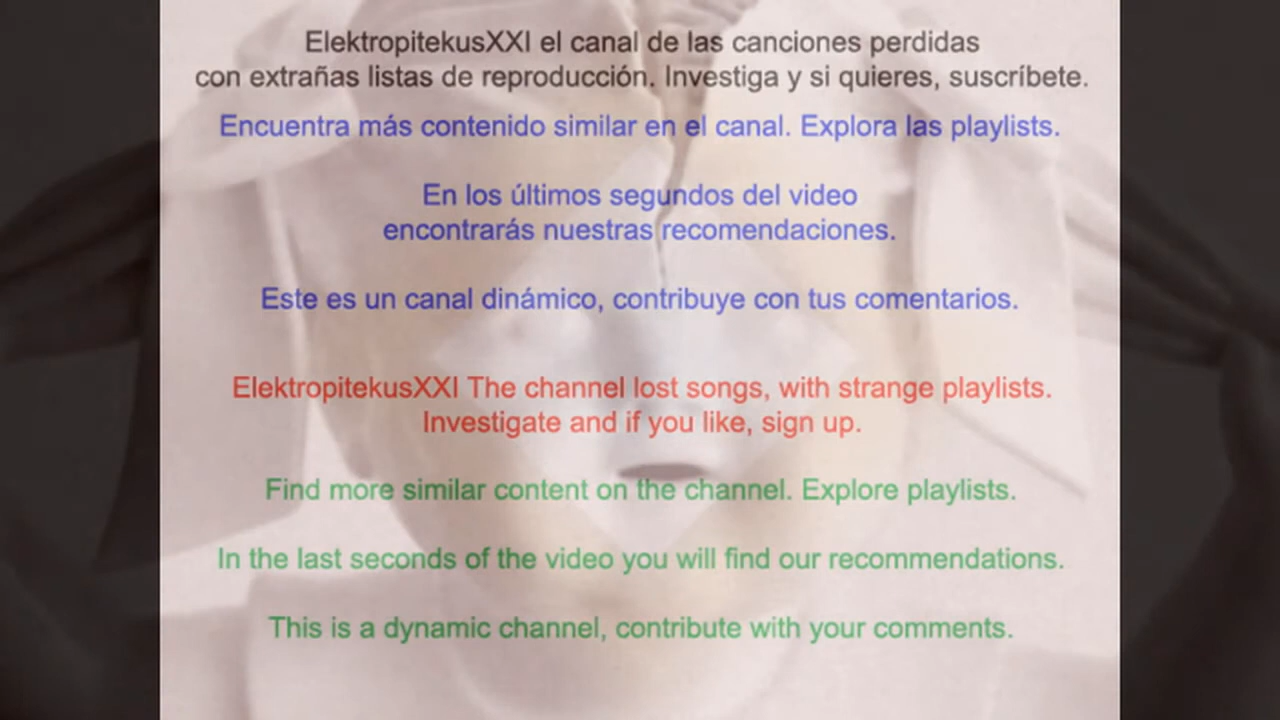 ElektropitekusXXI el canal de las canciones perdidas
con extrañas listas de reproducción. Investiga y si quieres, suscríbete.
Encuentra más contenido similar en el canal. Explora las playlists.
En los últimos segundos del video
encontrarás nuestras recomendaciones.
Este es un canal dinámico, contribuye con tus comentarios.
ElektropitekusXXI The channel lost songs, with strange playlists.
Investigate and if you like, sign up.
Find more similar content on the channel. Explore playlists.
In the last seconds of the video you will find our recommendations.
This is a dynamic channel, contribute with your comments.